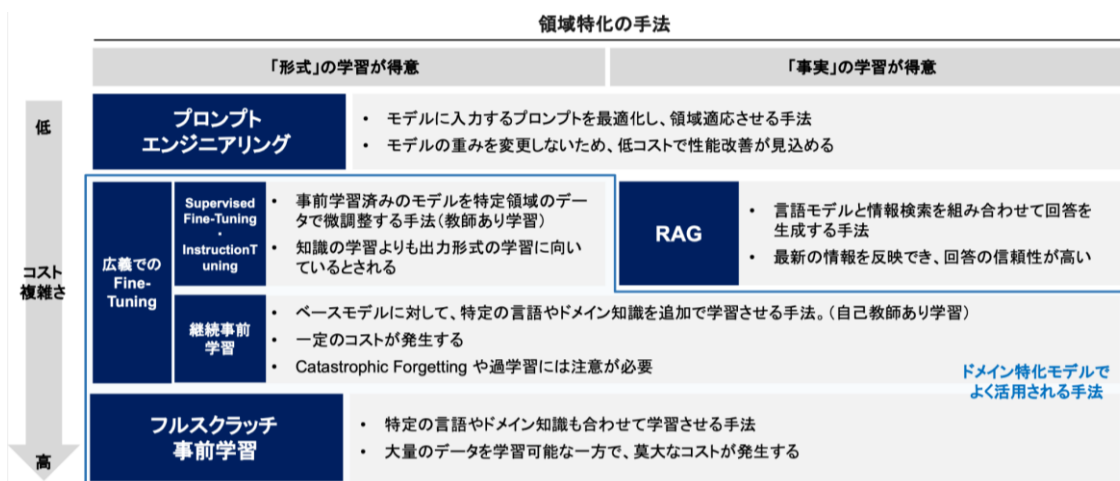 領域特化の手法
「形式」の学習が得意
「事実」の学習が得意
低
コスト
複雑さ
高
プロンプト
エンジニアリング
• モデルに入力するプロンプトを最適化し、領域適応させる手法
• モデルの重みを変更しないため、低コストで性能改善が見込める
広義での
Fine-
Tuning
Supervised
Fine-Tuning
・
InstructionT
uning
• 事前学習済みのモデルを特定領域のデー
タで微調整する手法(教師あり学習)
• 知識の学習よりも出力形式の学習に向い
ているとされる
RAG
• 言語モデルと情報検索を組み合わせて回答を
生成する手法
• 最新の情報を反映でき、回答の信頼性が高い
継続事前
学習
• ベースモデルに対して、特定の言語やドメイン知識を追加で学習させる手法。(自己教師あり学習)
• 一定のコストが発生する
• Catastrophic Forgetting や過学習には注意が必要
ドメイン特化モデルで
よく活用される手法
フルスクラッチ
事前学習
• 特定の言語やドメイン知識も合わせて学習させる手法
• 大量のデータを学習可能な一方で、莫大なコストが発生する